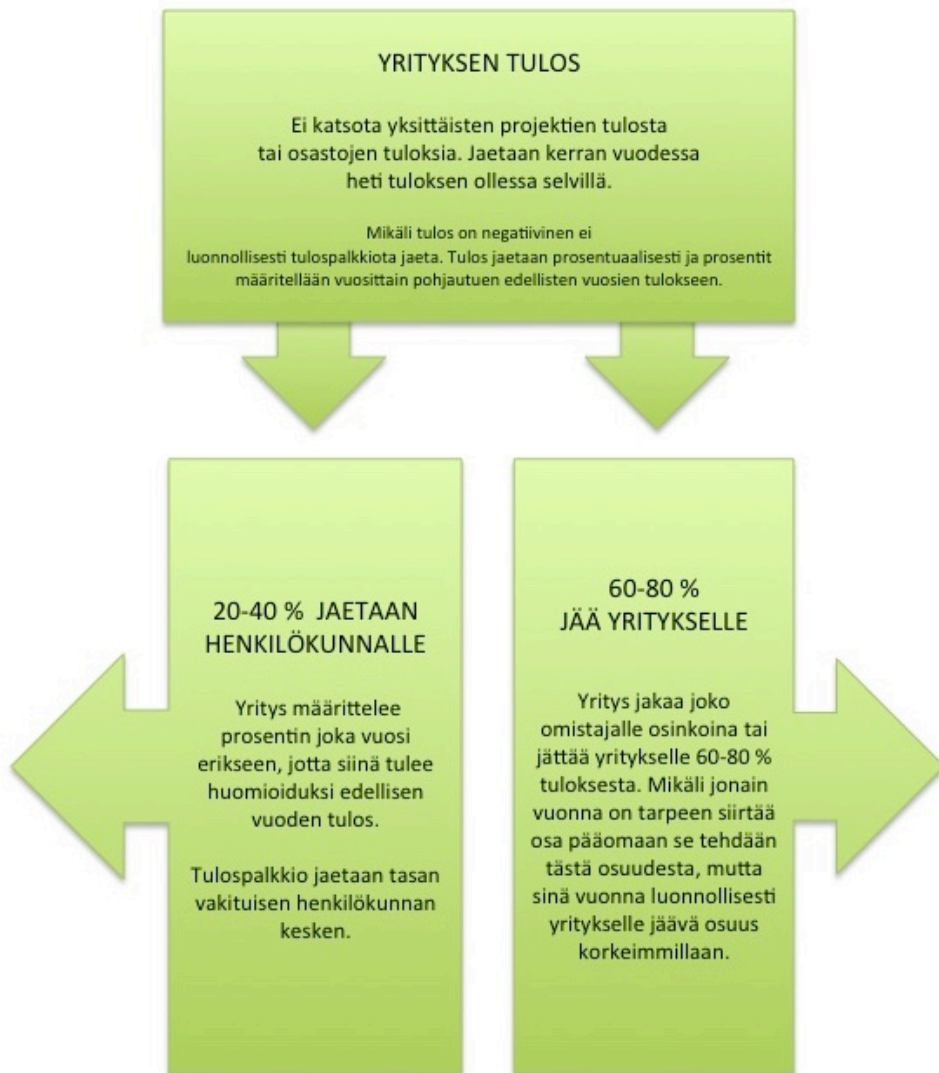 YRITYKSEN TULOS
Ei katsota yksittäisten projektien tulosta
tai osastojen tuloksia. Jaetaan kerran vuodessa
heti tuloksen ollessa selvillä.
Mikäli tulos on negatiivinen ei
luonnollisesti tulospalkkiota jaeta. Tulos jaetaan prosentuaalisesti ja prosentit
määritellään vuosittain pohjautuen edellisten vuosien tulokseen.
20-40 % JAETAAN
HENKILÖKUNNALLE
Yritys määrittelee
prosentin joka vuosi
erikseen, jotta siinä tulee
huomioiduksi edellisen
vuoden tulos.
Tulospalkkio jaetaan tasan
vakituisen henkilökunnan
kesken.
60-80 %
JÄÄ YRITYKSELLE
Yritys jakaa joko
omistajalle osinkoina tai
jättää yritykselle 60-80 %
tuloksesta. Mikäli jonain
vuonna on tarpeen siirtää
osa pääomaan se tehdään
tästä osuudesta, mutta
sinä vuonna luonnollisesti
yritykselle jäävä osuus
korkeimmillaan.